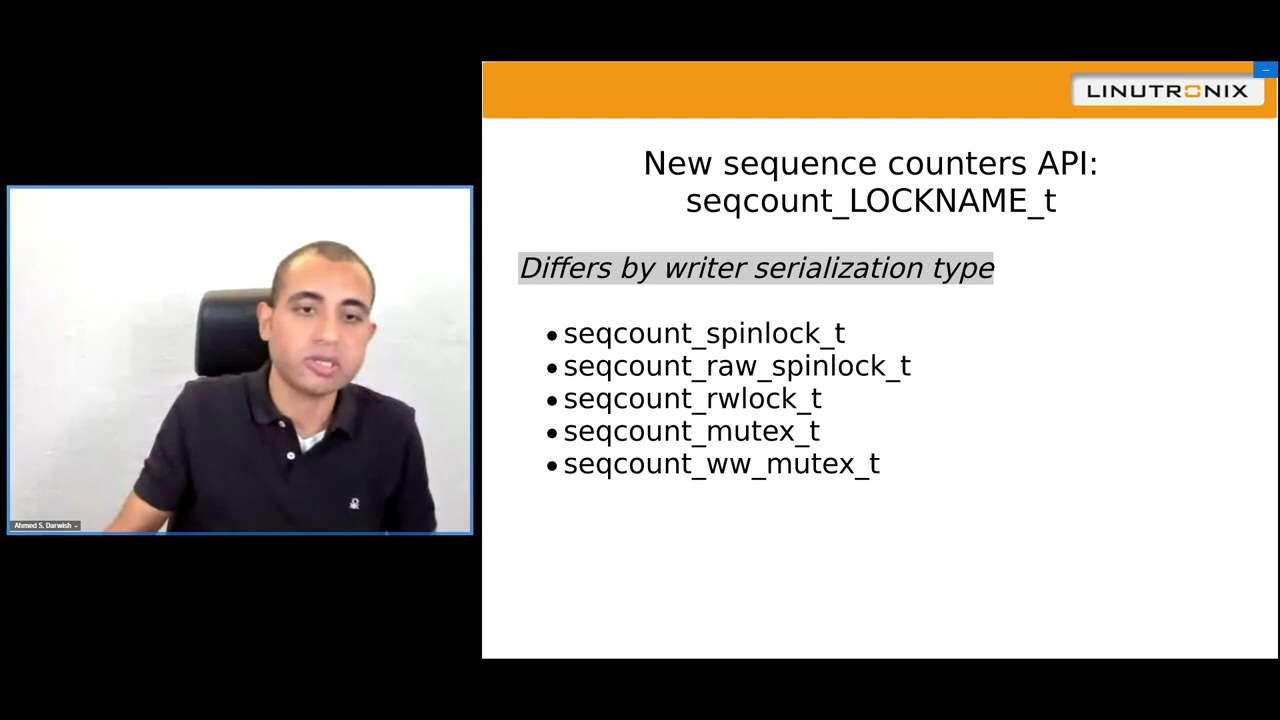 LINUTRONIX
New sequence counters API:
seqcount_LOCKNAME_t
Differs by writer serialization type
•seqcount_spinlock_t
•seqcount_raw_spinlock_t
•seqcount_rwlock_t
•seqcount_mutex_t
•seqcount_ww_mutex_t
Ahmed S. Darwish